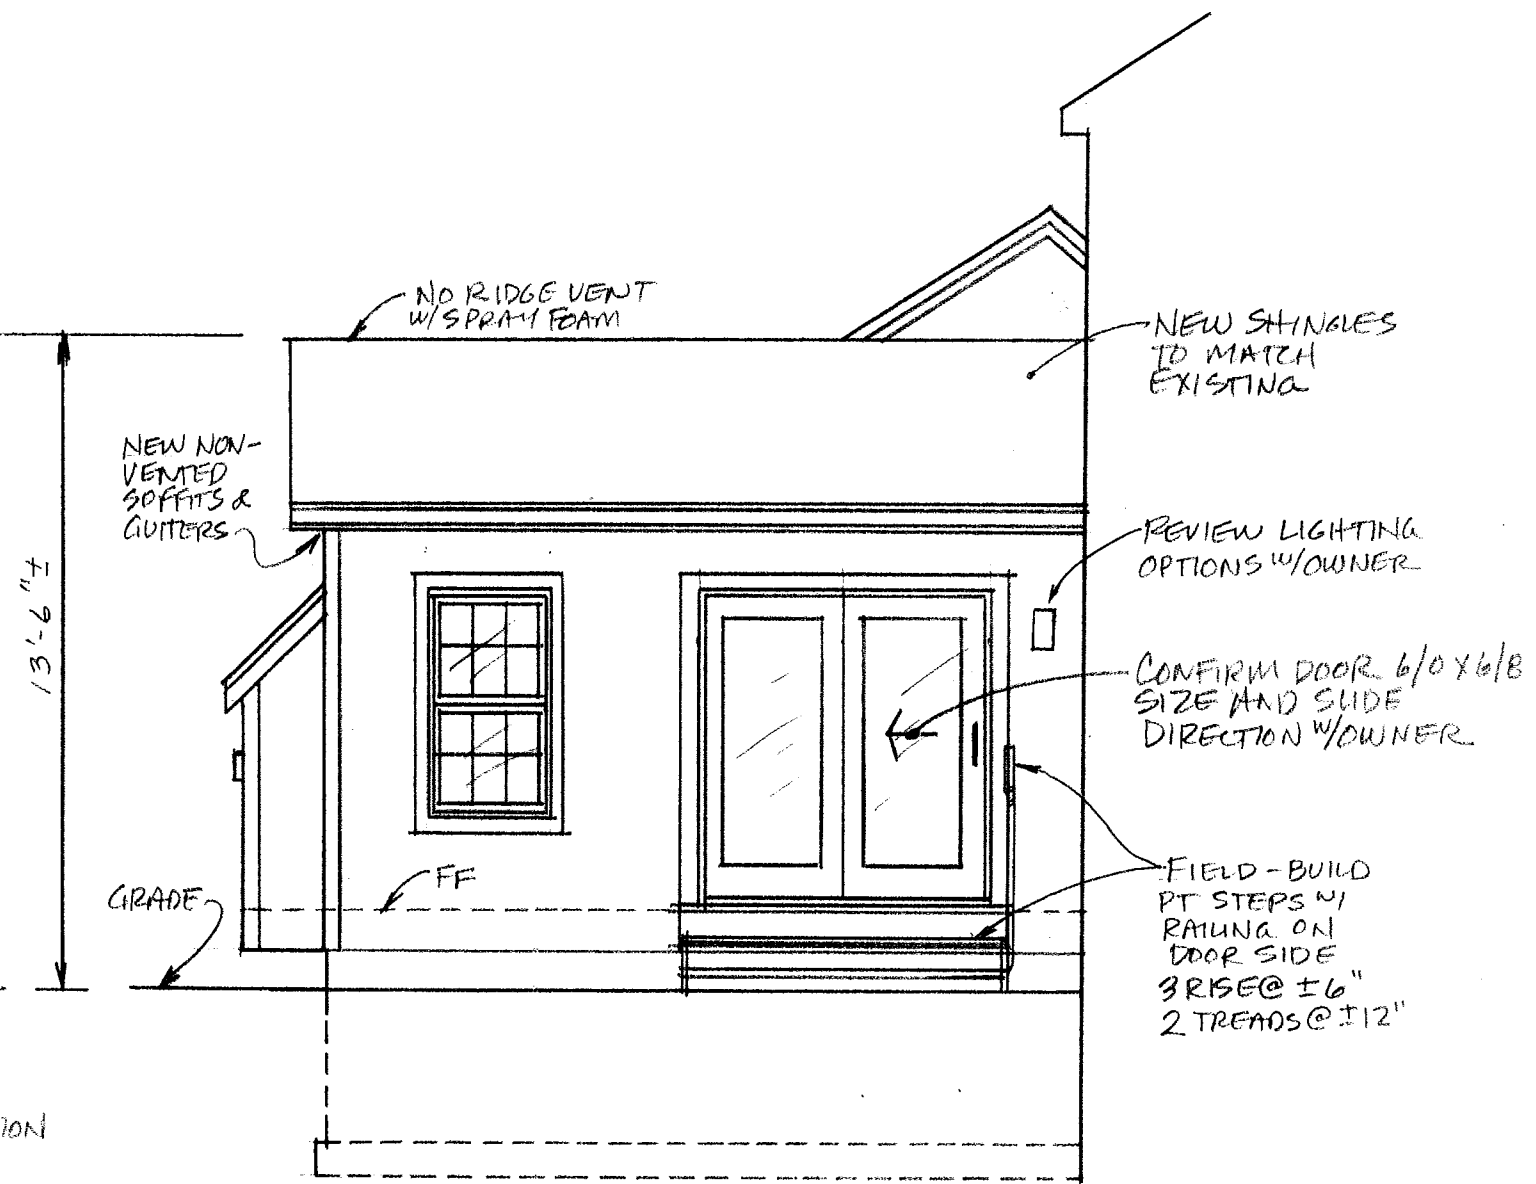 NO RIDGE VENT
W/SPRAY FOAM
NEW SHINGLES
TO MATCH
EXISTING
NEW NON-
VENTED
SOFFITS &
GUTTERS
REVIEW LIGHTING
OPTIONS W/OWNER
13'-6"±
CONFIRM DOOR 6/0 X 6/8
SIZE AND SLIDE
DIRECTION W/OWNER
FF
GRADE
FIELD-BUILD
PT STEPS W/
RAILING ON
DOOR SIDE
3 RISE@ ±6"
2 TREADS@ ±12"
ION